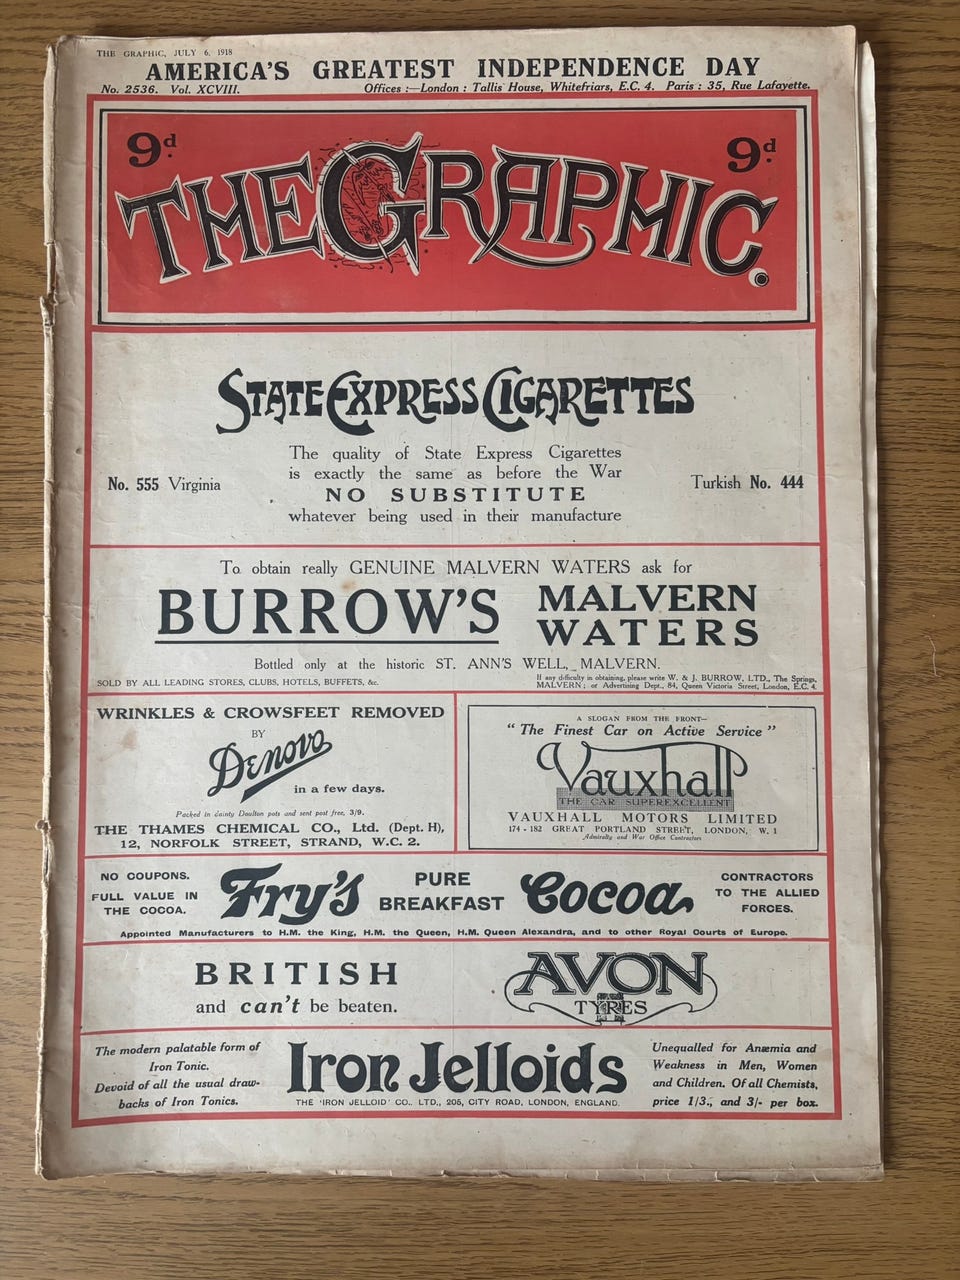 THE GRAPHIC, JULY 6, 1918
AMERICA'S GREATEST INDEPENDENCE DAY
No. 2536. Vol. XCVIII. Offices :—London : Tallis House, Whitefriars, E.C. 4. Paris : 35, Rue Lafayette.
9d. 9d.
THE GRAPHIC.
STATE EXPRESS CIGARETTES
The quality of State Express Cigarettes
is exactly the same as before the War
No. 555 Virginia
Turkish No. 444
NO SUBSTITUTE
whatever being used in their manufacture
To obtain really GENUINE MALVERN WATERS ask for
BURROW'S
MALVERN
WATERS
Bottled only at the historic ST. ANN'S WELL, MALVERN.
SOLD BY ALL LEADING STORES, CLUBS, HOTELS, BUFFETS, &c.
If any difficulty in obtaining, please write W. & J. BURROW, LTD., The Springs,
MALVERN ; or Advertising Dept., 84, Queen Victoria Street, London, E.C. 4.
WRINKLES & CROWSFEET REMOVED
BY
Denovo
in a few days.
Packed in dainty Doulton pots and sent post free, 3/9.
THE THAMES CHEMICAL CO., Ltd. (Dept. H),
12, NORFOLK STREET, STRAND, W.C. 2.
A SLOGAN FROM THE FRONT—
"The Finest Car on Active Service"
Vauxhall
THE CAR SUPEREXCELLENT
VAUXHALL MOTORS LIMITED
174-182 GREAT PORTLAND STREET, LONDON, W. 1
Admiralty and War Office Contractors
NO COUPONS.
FULL VALUE IN
THE COCOA.
Fry's
PURE
BREAKFAST
Cocoa
CONTRACTORS
TO THE ALLIED
FORCES.
Appointed Manufacturers to H.M. the King, H.M. the Queen, H.M. Queen Alexandra, and to other Royal Courts of Europe.
BRITISH
and can't be beaten.
AVON
TYRES
The modern palatable form of
Iron Tonic.
Devoid of all the usual draw-
backs of Iron Tonics.
Iron Jelloids
THE 'IRON JELLOID' CO., LTD., 205, CITY ROAD, LONDON, ENGLAND.
Unequalled for Anæmia and
Weakness in Men, Women
and Children. Of all Chemists,
price 1/3., and 3/- per box.